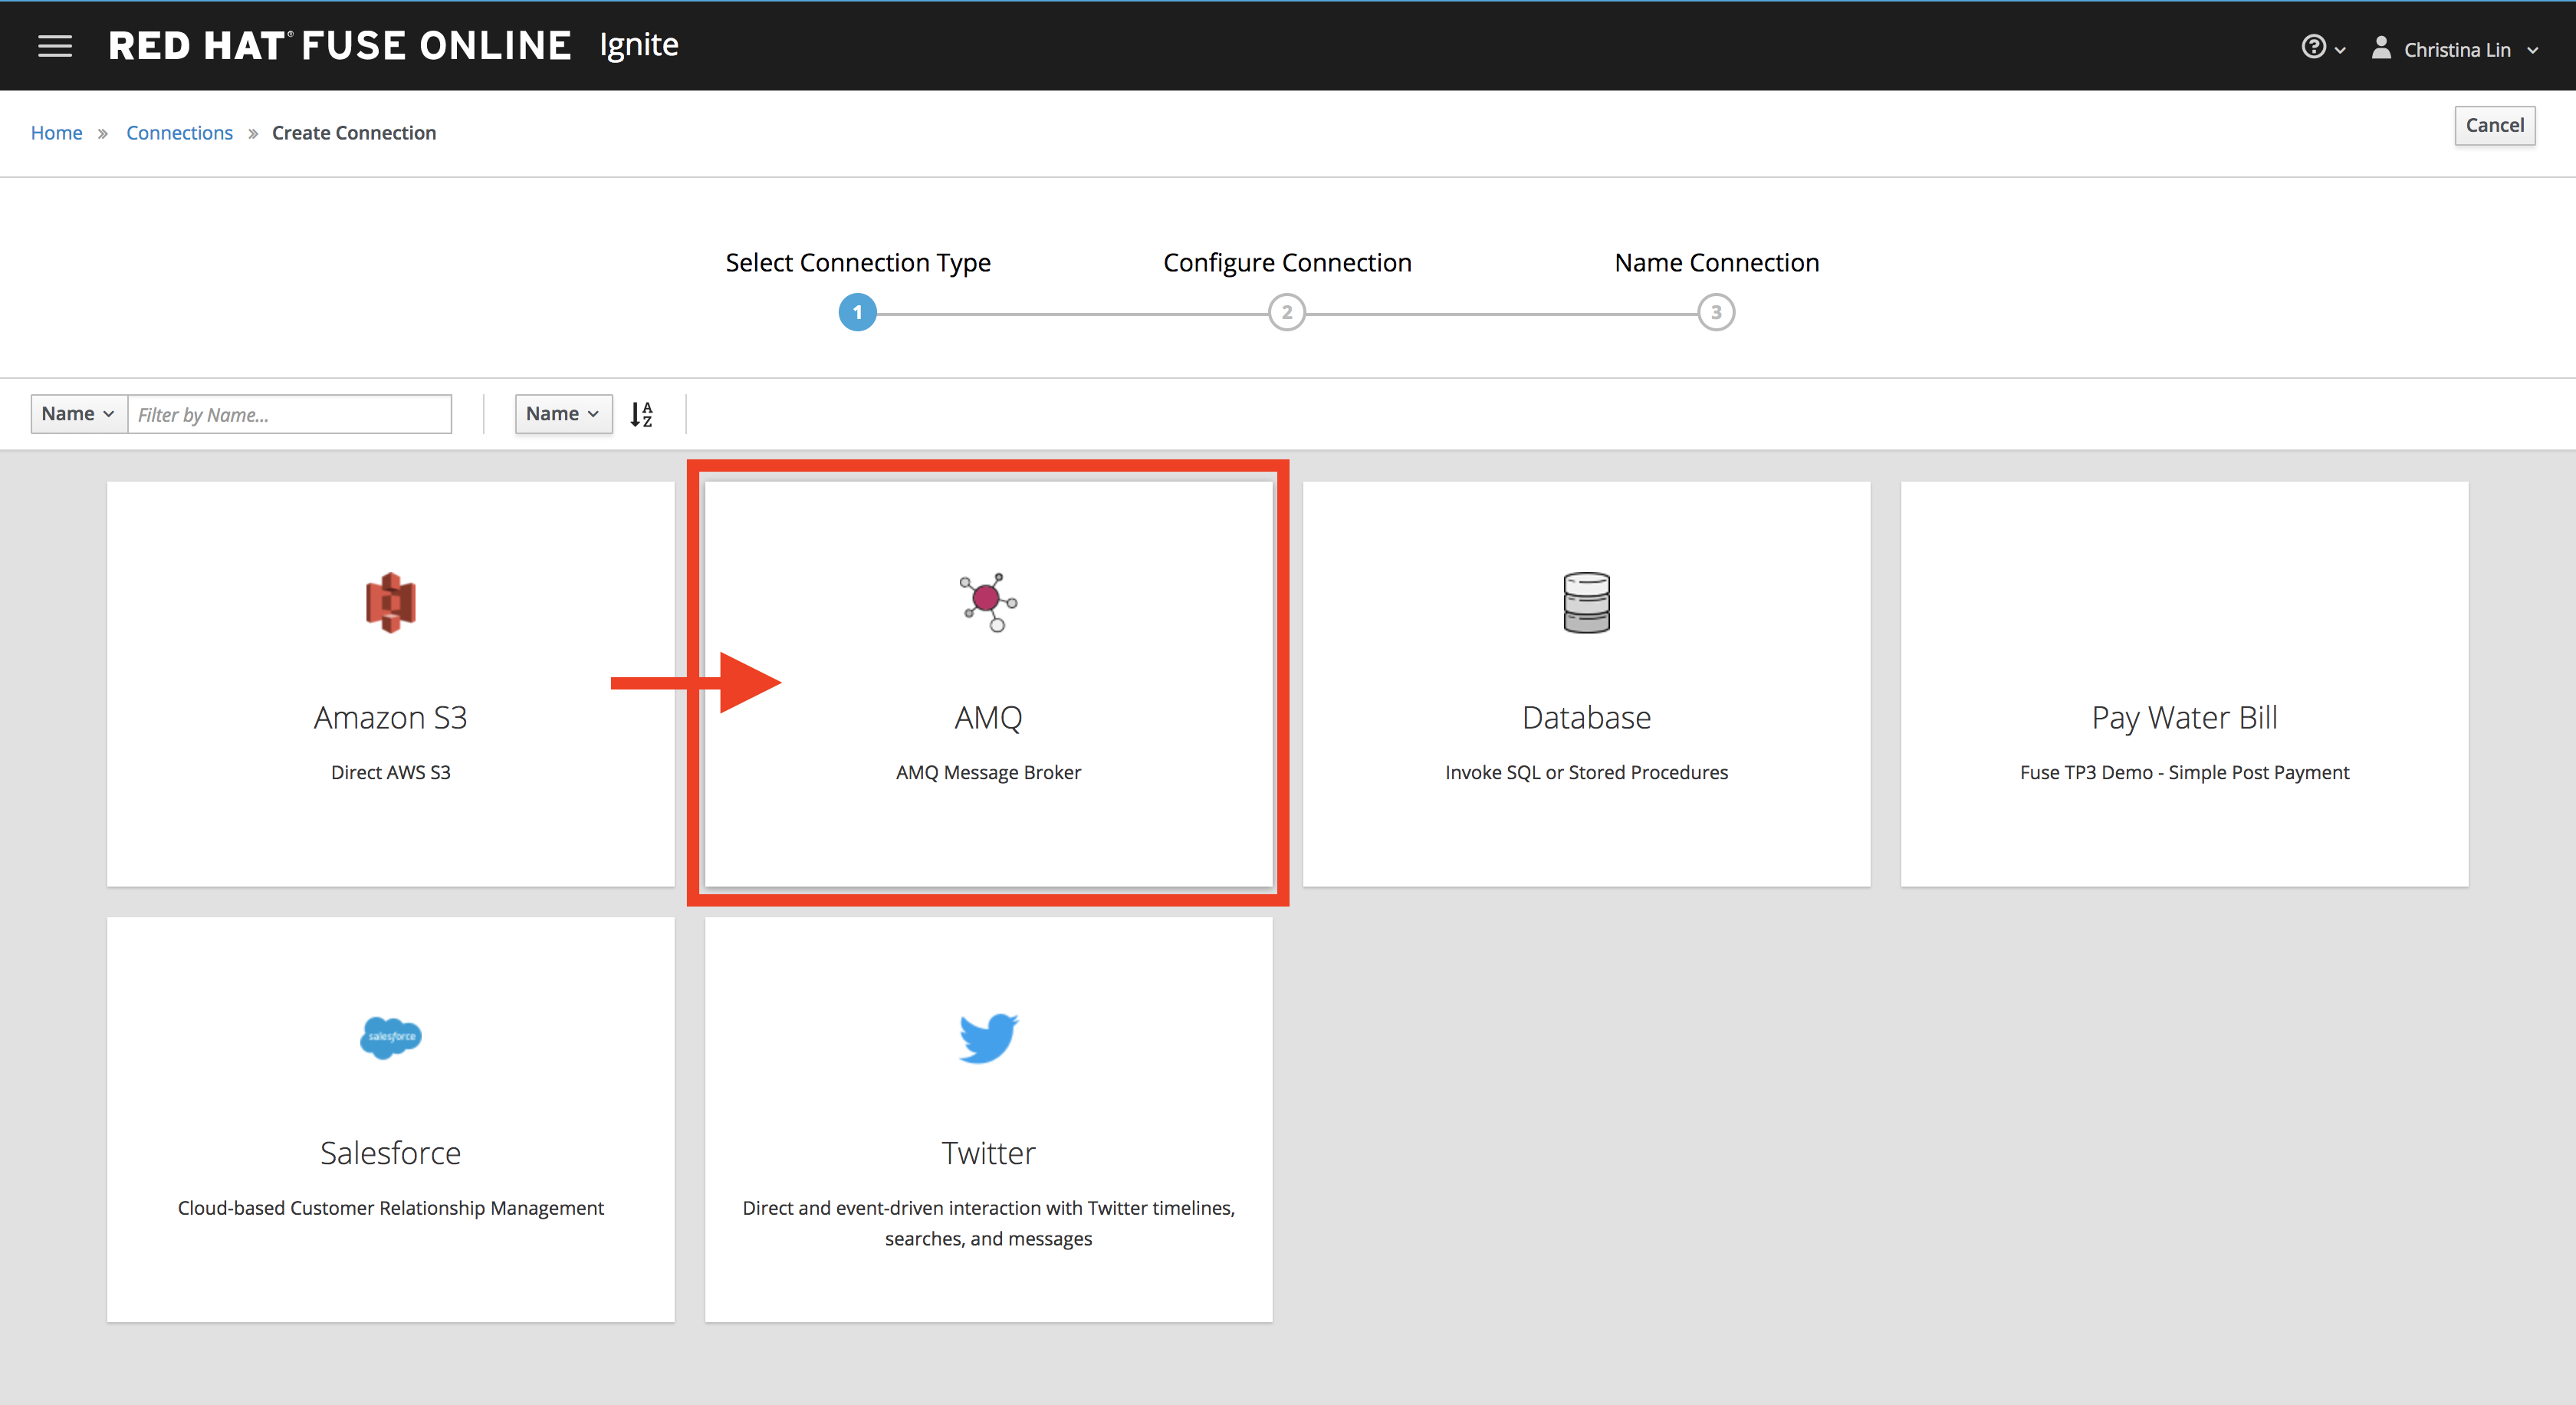 RED HAT® FUSE ONLINE Ignite
Christina Lin
Home » Connections » Create Connection
Cancel
Select Connection Type
Configure Connection
Name Connection
1
2
3
Name
Filter by Name...
Name
A
Z
Amazon S3
Direct AWS S3
AMQ
AMQ Message Broker
Database
Invoke SQL or Stored Procedures
Pay Water Bill
Fuse TP3 Demo - Simple Post Payment
salesforce
Salesforce
Cloud-based Customer Relationship Management
Twitter
Direct and event-driven interaction with Twitter timelines,
searches, and messages